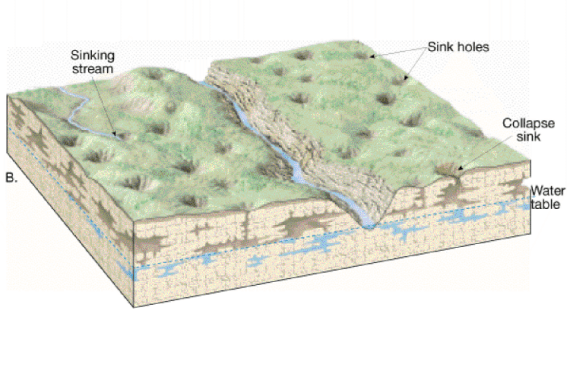 Sinking
stream
Sink holes
Collapse
sink
B.
Water
table